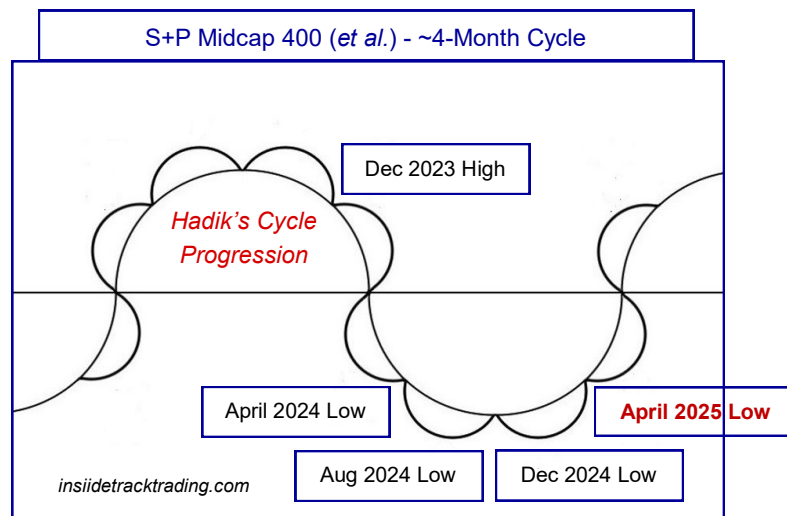 S+P Midcap 400 (et al.) - ~4-Month Cycle
Dec 2023 High
Hadik's Cycle
Progression
April 2024 Low
April 2025 Low
Aug 2024 Low
Dec 2024 Low
insiidetracktrading.com